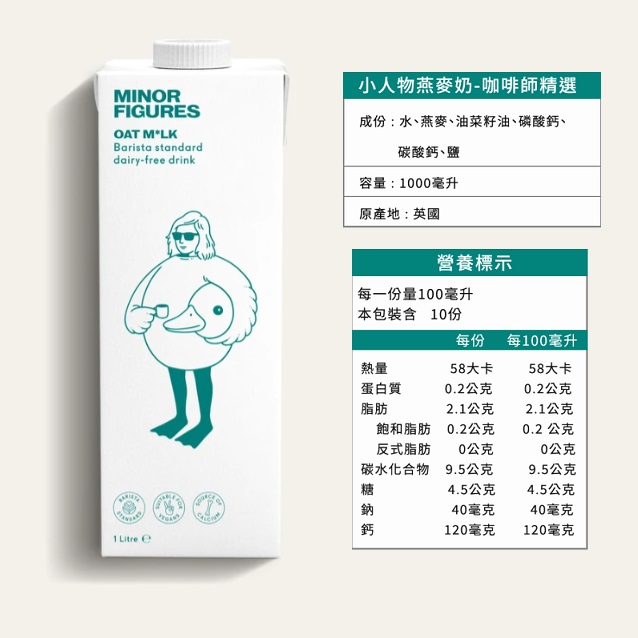 MINOR
FIGURES
OAT M*LK
Barista standard
dairy-free drink
BARISTA STANDARD
SUITABLE FOR VEGANS
SOURCE OF CALCIUM
1 Litre ℮
小人物燕麥奶-咖啡師精選
成份：水、燕麥、油菜籽油、磷酸鈣、
碳酸鈣、鹽
容量：1000毫升
原產地：英國
營養標示
每一份量100毫升
本包裝含 10份
每份 每100毫升
熱量 58大卡 58大卡
蛋白質 0.2公克 0.2公克
脂肪 2.1公克 2.1公克
飽和脂肪 0.2公克 0.2 公克
反式脂肪 0公克 0公克
碳水化合物 9.5公克 9.5公克
糖 4.5公克 4.5公克
鈉 40毫克 40毫克
鈣 120毫克 120毫克